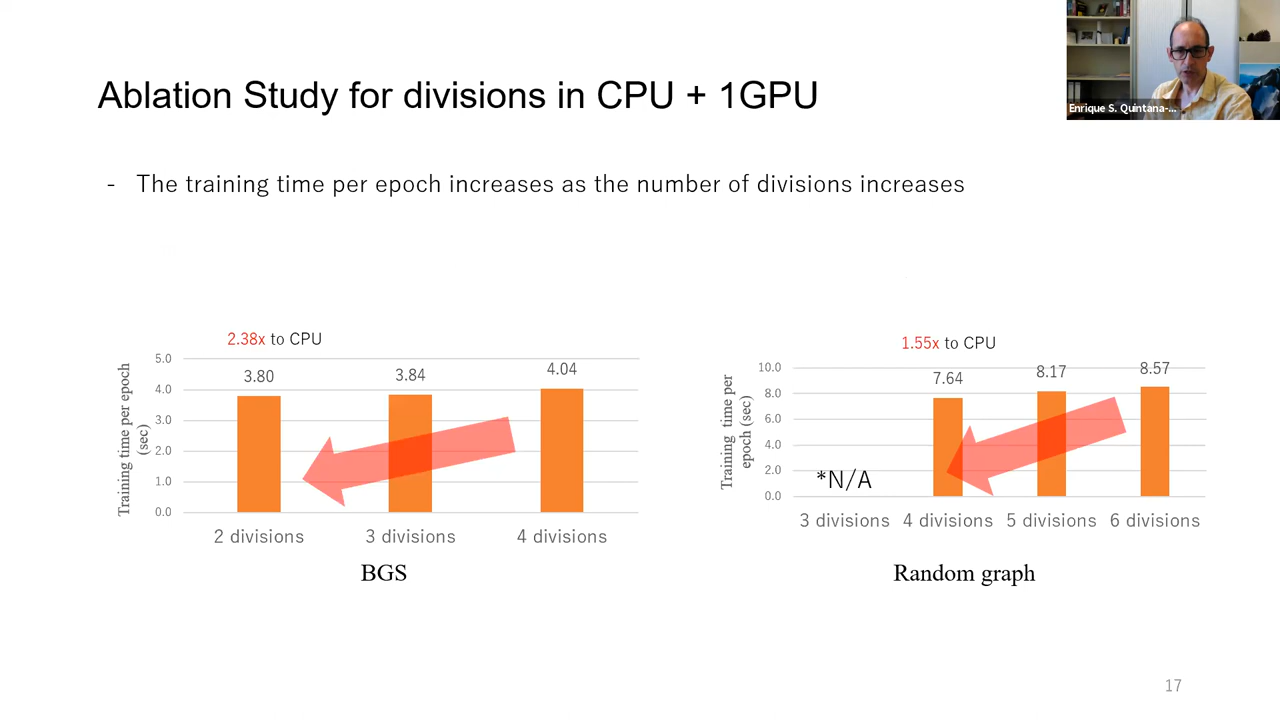 Ablation Study for divisions in CPU + 1GPU
Enrique S. Quintana-...
- The training time per epoch increases as the number of divisions increases
2.38x to CPU
Training time per epoch
(sec)
5.0
4.0
3.0
2.0
1.0
0.0
3.80
3.84
4.04
2 divisions
3 divisions
4 divisions
BGS
1.55x to CPU
Training time per
epoch (sec)
10.0
8.0
6.0
4.0
2.0
0.0
*N/A
7.64
8.17
8.57
3 divisions
4 divisions
5 divisions
6 divisions
Random graph
17